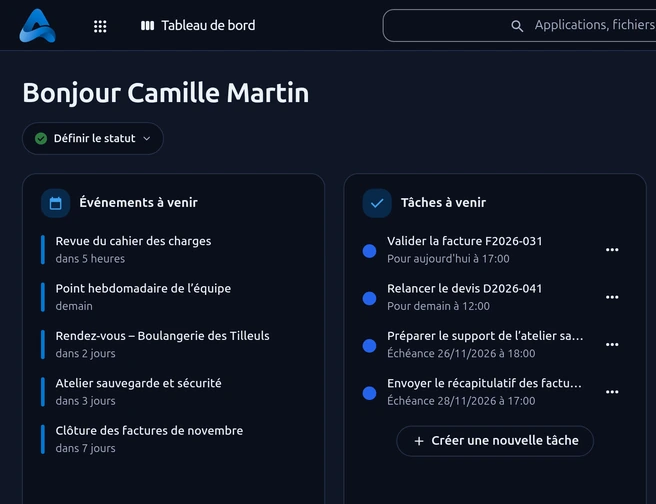 Tableau de bord
Applications, fichiers
Bonjour Camille Martin
Définir le statut
Événements à venir
Revue du cahier des charges
dans 5 heures
Point hebdomadaire de l’équipe
demain
Rendez-vous – Boulangerie des Tilleuls
dans 2 jours
Atelier sauvegarde et sécurité
dans 3 jours
Clôture des factures de novembre
dans 7 jours
Tâches à venir
Valider la facture F2026-031
Pour aujourd'hui à 17:00
Relancer le devis D2026-041
Pour demain à 12:00
Préparer le support de l’atelier sa…
Échéance 26/11/2026 à 18:00
Envoyer le récapitulatif des factu…
Échéance 28/11/2026 à 17:00
+ Créer une nouvelle tâche